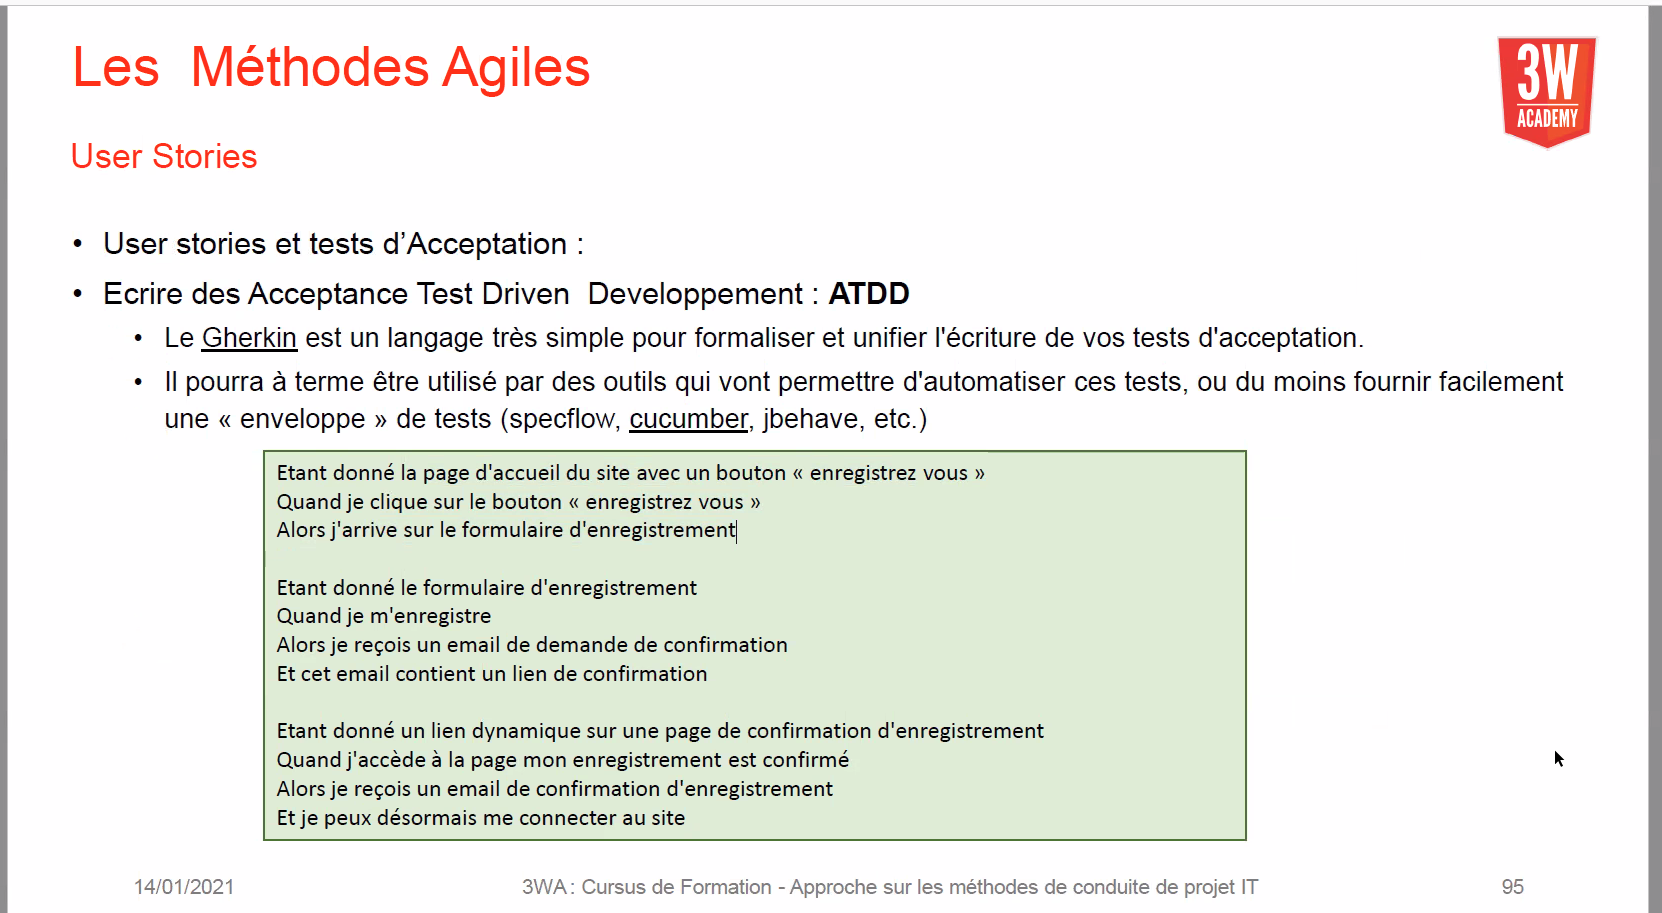 Les Méthodes Agiles
3W
ACADEMY
User Stories
• User stories et tests d’Acceptation :
• Ecrire des Acceptance Test Driven Developpement : ATDD
• Le Gherkin est un langage très simple pour formaliser et unifier l'écriture de vos tests d'acceptation.
• Il pourra à terme être utilisé par des outils qui vont permettre d'automatiser ces tests, ou du moins fournir facilement
une « enveloppe » de tests (specflow, cucumber, jbehave, etc.)
Etant donné la page d'accueil du site avec un bouton « enregistrez vous »
Quand je clique sur le bouton « enregistrez vous »
Alors j'arrive sur le formulaire d'enregistrement
Etant donné le formulaire d'enregistrement
Quand je m'enregistre
Alors je reçois un email de demande de confirmation
Et cet email contient un lien de confirmation
Etant donné un lien dynamique sur une page de confirmation d'enregistrement
Quand j'accède à la page mon enregistrement est confirmé
Alors je reçois un email de confirmation d'enregistrement
Et je peux désormais me connecter au site
14/01/2021
3WA : Cursus de Formation - Approche sur les méthodes de conduite de projet IT
95